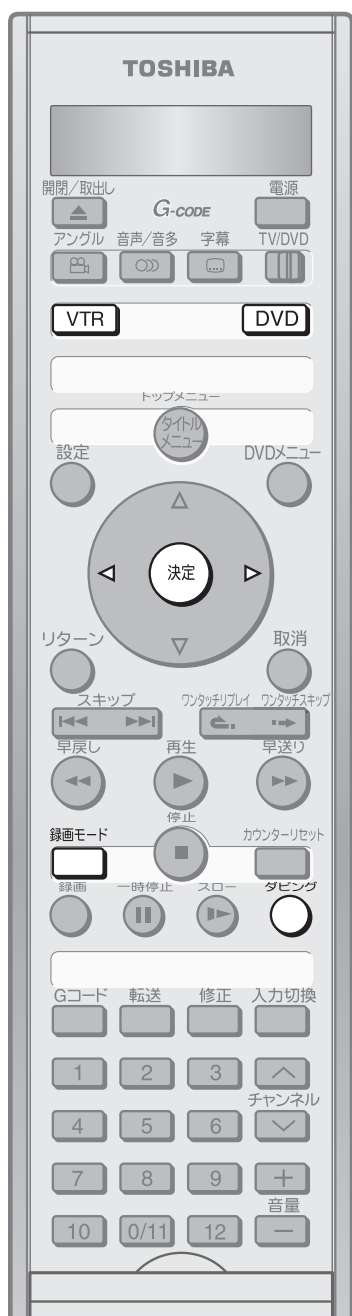 TOSHIBA
開閉/取出し G-CODE 電源
アングル 音声/音多 字幕 TV/DVD
VTR DVD
トップメニュー
タイトル
メニュー
設定 DVDメニュー
決定
リターン 取消
スキップ ワンタッチリプレイ ワンタッチスキップ
早戻し 再生 早送り
停止
録画モード カウンターリセット
録画 一時停止 スロー ダビング
Gコード 転送 修正 入力切換
1 2 3
チャンネル
4 5 6
7 8 9 +
音量
10 0/11 12 −